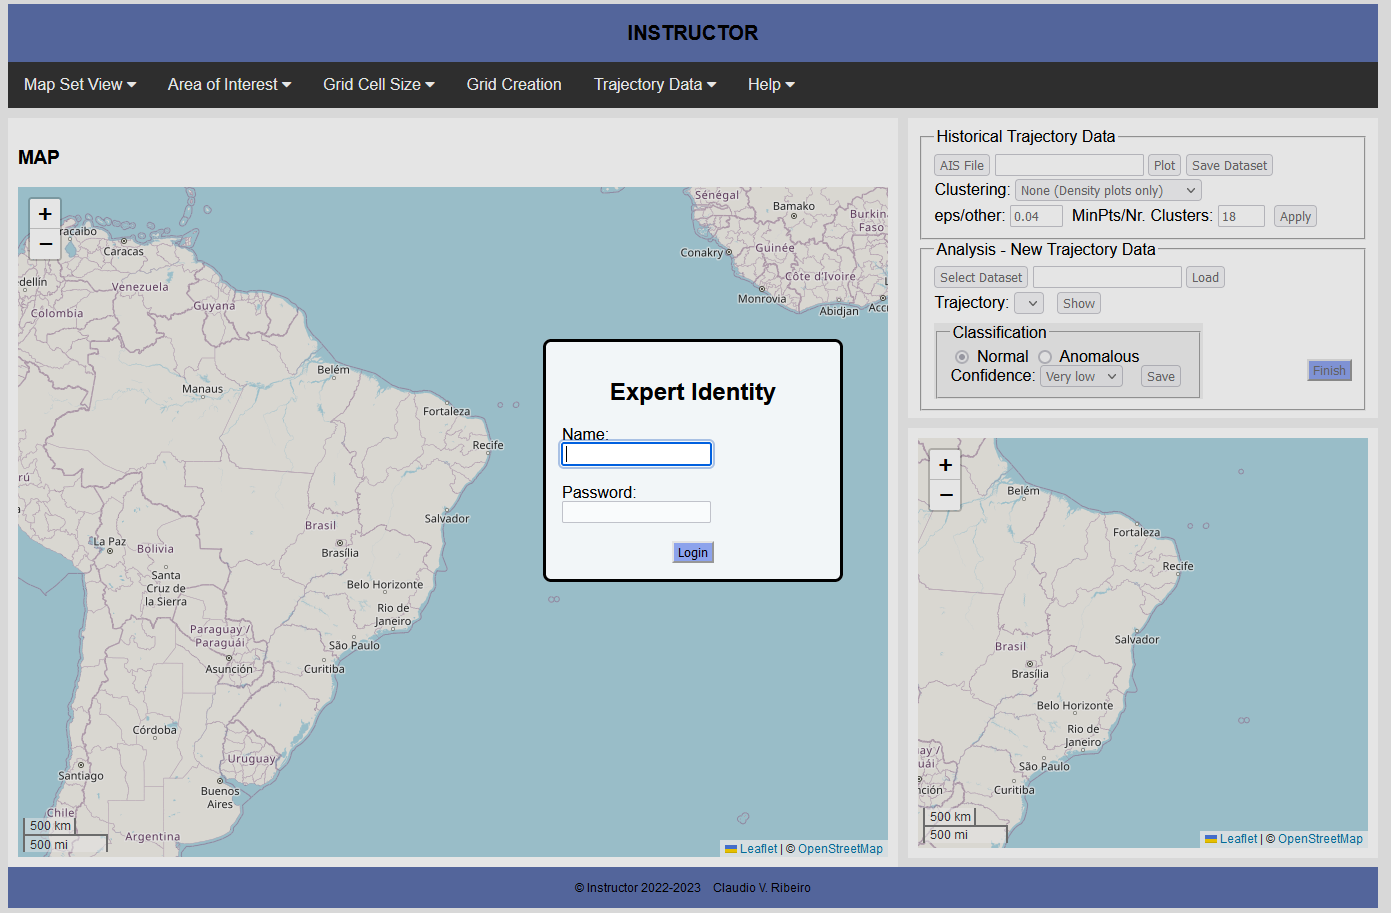 INSTRUCTOR
Map Set View Area of Interest Grid Cell Size Grid Creation Trajectory Data Help
MAP
+
−
Sénégal
Bamako
Burkina
Faso
Guinée
Conakry
Côte d'Ivoire
Monrovia
Abidjan
Acc
racaibo
Caracas
dellín
Venezuela
Guyana
Colombia
Belém
Manaus
Fortaleza
Recife
rú
Salvador
Brasil
La Paz
Bolivia
Brasília
Santa
Cruz de
la Sierra
Belo Horizonte
Rio de
Janeiro
Paraguay /
Paraguái
São Paulo
Asunción
Curitiba
Córdoba
Uruguay
Santiago
Buenos
Aires
Chile
Argentina
500 km
500 mi
Leaflet | © OpenStreetMap
Expert Identity
Name:
Password:
Login
Historical Trajectory Data
AIS File Plot Save Dataset
Clustering: None (Density plots only)
eps/other: 0.04 MinPts/Nr. Clusters: 18 Apply
Analysis - New Trajectory Data
Select Dataset Load
Trajectory: Show
Classification
Normal Anomalous
Confidence: Very low Save
Finish
+
−
Belém
Fortaleza
Recife
Salvador
Brasil
Brasília
Belo Horizonte
Rio de
Janeiro
ay /
uái
São Paulo
nción
Curitiba
500 km
500 mi
Leaflet | © OpenStreetMap
© Instructor 2022-2023 Claudio V. Ribeiro